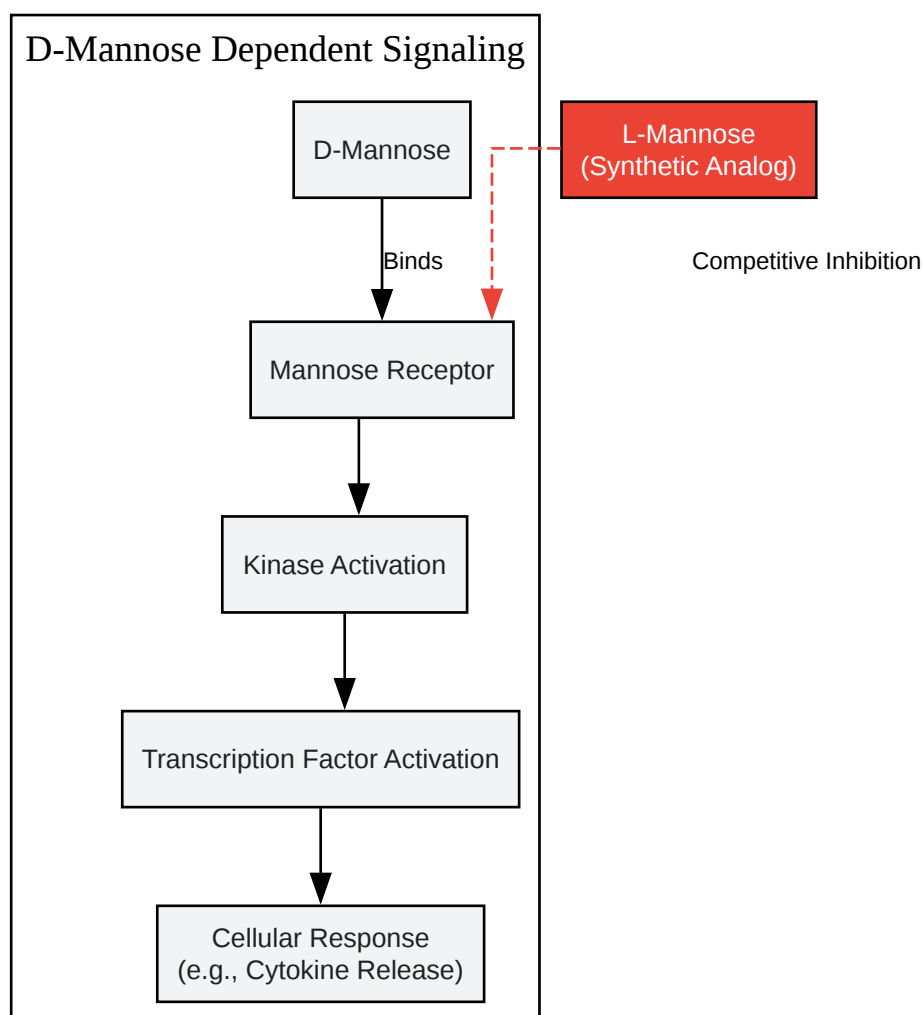 D-Mannose Dependent Signaling
D-Mannose
L-Mannose
(Synthetic Analog)
Binds
Competitive Inhibition
Mannose Receptor
Kinase Activation
Transcription Factor Activation
Cellular Response
(e.g., Cytokine Release)